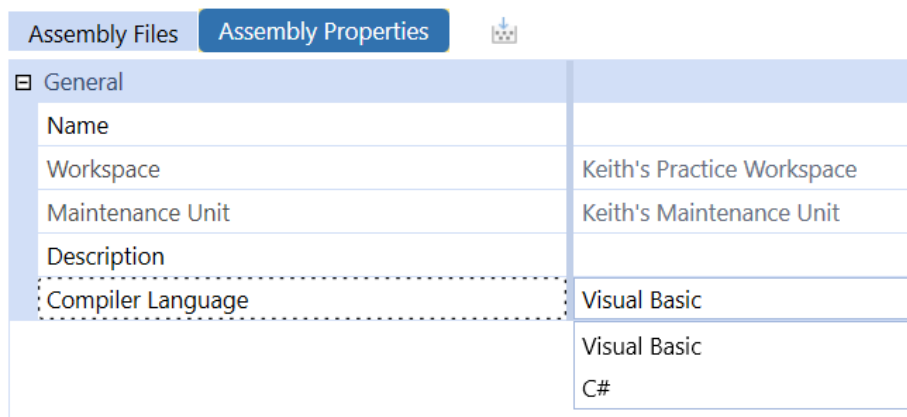 Assembly Files Assembly Properties
General
Name
Workspace Keith's Practice Workspace
Maintenance Unit Keith's Maintenance Unit
Description
Compiler Language Visual Basic
Visual Basic
C#